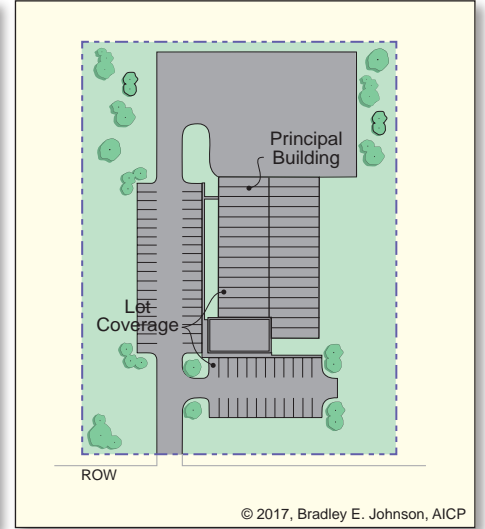 Principal
Building
Lot
Coverage
ROW
© 2017, Bradley E. Johnson, AICP